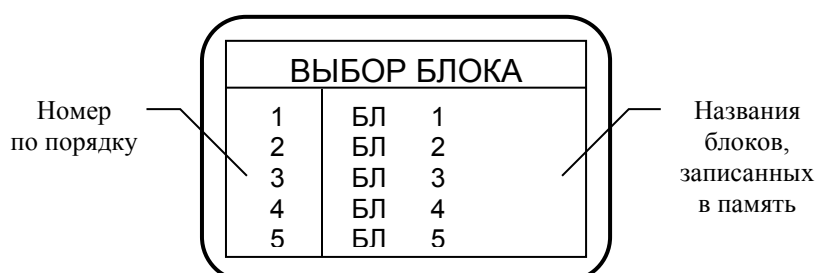 ВЫБОР БЛОКА
Номер
по порядку
1 БЛ 1
2 БЛ 2
3 БЛ 3
4 БЛ 4
5 БЛ 5
Названия
блоков,
записанных
в память